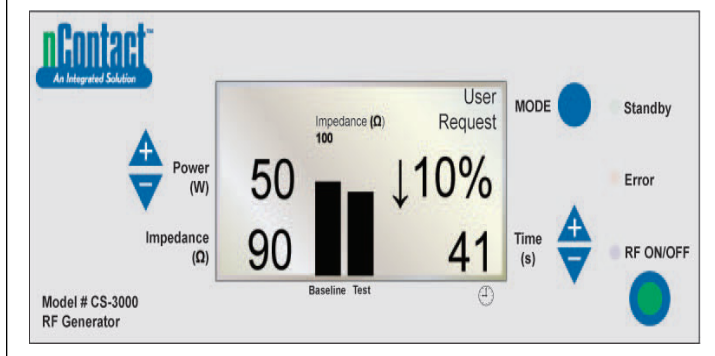 nContact™
An Integrated Solution
User
Request
Impedance (Ω)
100
MODE
Standby
+
Power
(W)
−
50
↓10%
Error
Impedance
(Ω)
90
41
Time
(s)
+
−
RF ON/OFF
Baseline Test
Model # CS-3000
RF Generator